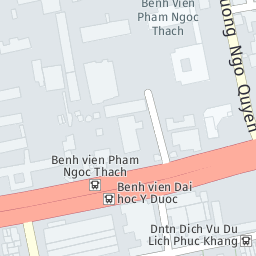 Benh Vien
Pham Ngoc
Thach
uong Ngo Quyen
Benh vien Pham
Ngoc Thach
Benh vien Dai
hoc Y Duoc
Dntn Dich Vu Du
Lich Phuc Khang